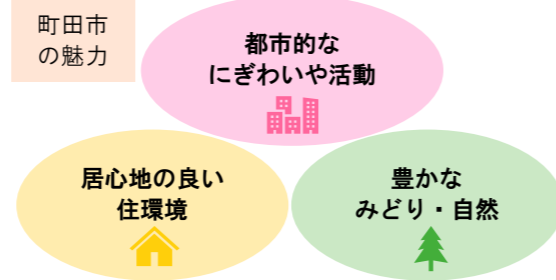 町田市
の魅力
都市的な
にぎわいや活動
居心地の良い
住環境
豊かな
みどり・自然